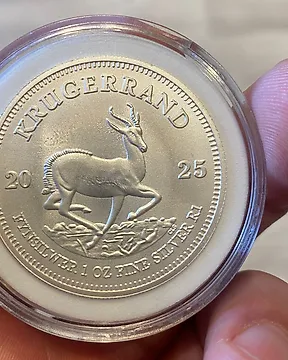 KRUGERRAND
20 25
FYNSILWER 1 OZ FINE SILVER R1